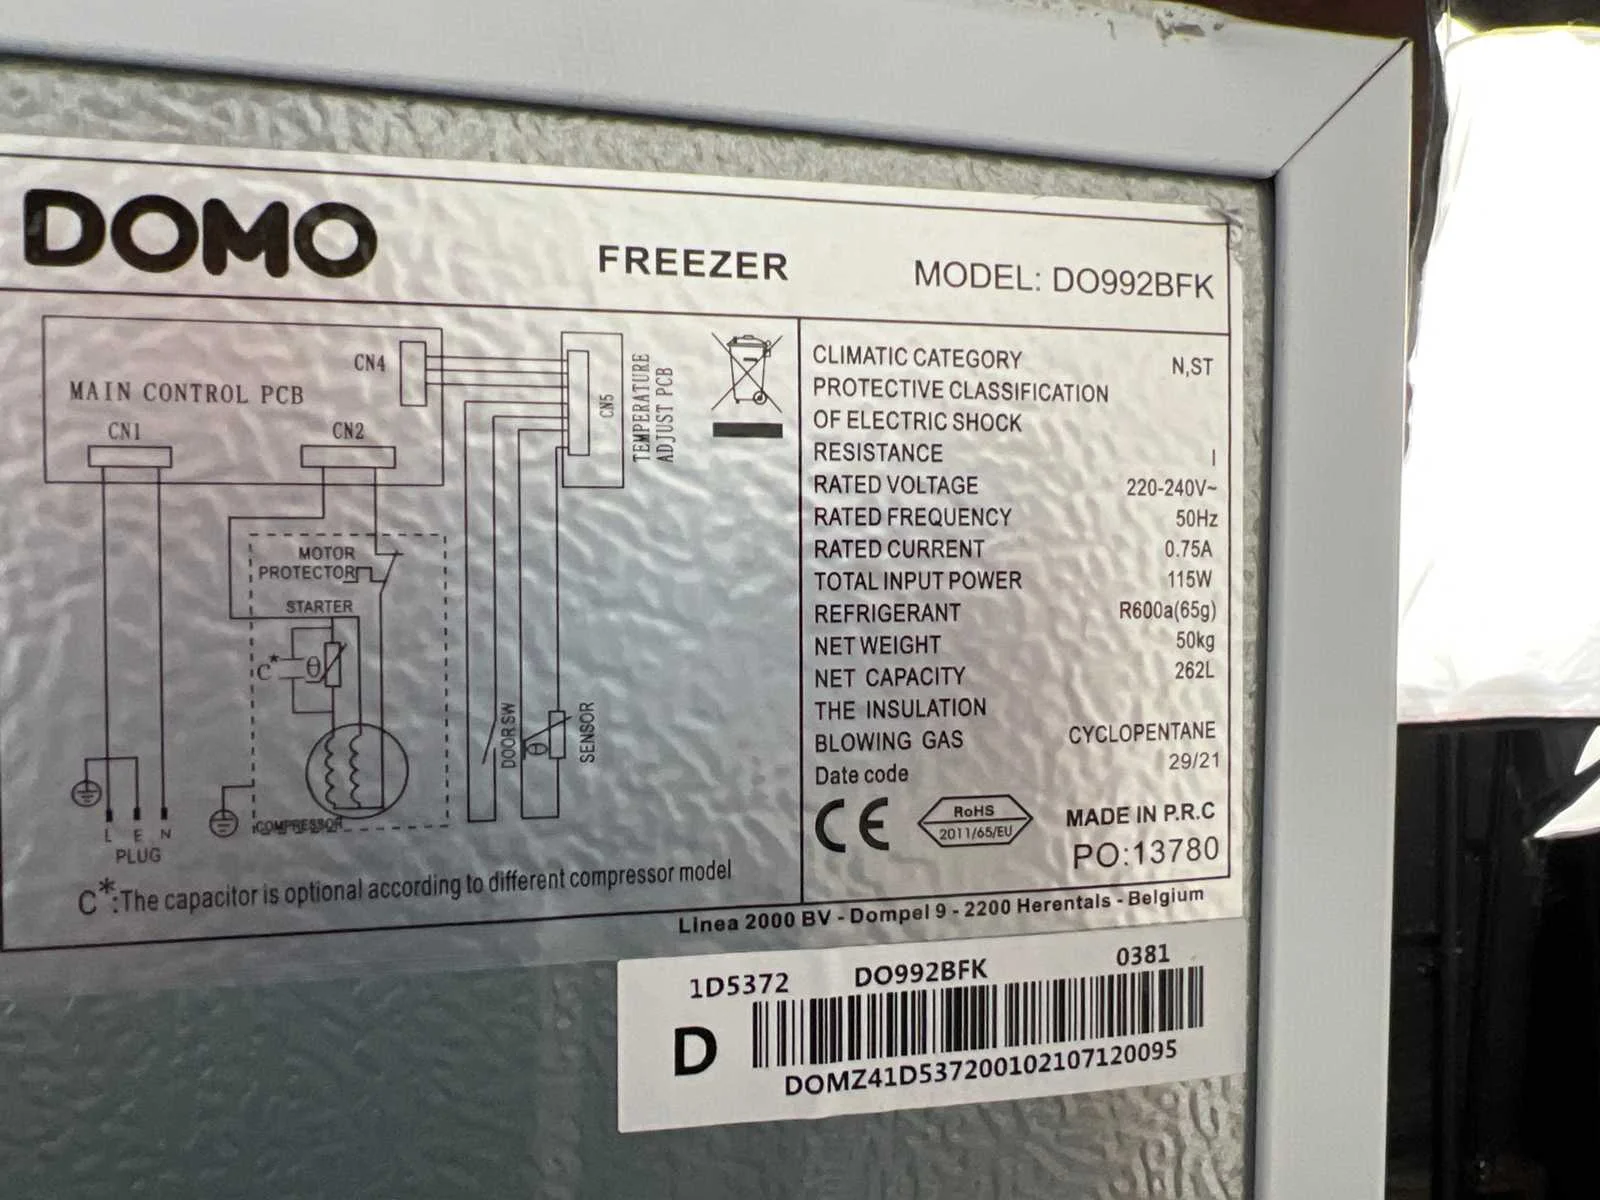 DOMO
FREEZER
MODEL: DO992BFK
MAIN CONTROL PCB
CN4
CN1
CN2
CN5
TEMPERATURE
ADJUST PCB
MOTOR
PROTECTOR
STARTER
C*
θ
DOOR SW
θ
SENSOR
COMPRESSOR
L E N
PLUG
C*:The capacitor is optional according to different compressor model
CLIMATIC CATEGORY N,ST
PROTECTIVE CLASSIFICATION
OF ELECTRIC SHOCK
RESISTANCE I
RATED VOLTAGE 220-240V~
RATED FREQUENCY 50Hz
RATED CURRENT 0.75A
TOTAL INPUT POWER 115W
REFRIGERANT R600a(65g)
NET WEIGHT 50kg
NET CAPACITY 262L
THE INSULATION
BLOWING GAS CYCLOPENTANE
Date code 29/21
CE
RoHS
2011/65/EU
MADE IN P.R.C
PO:13780
Linea 2000 BV - Dompel 9 - 2200 Herentals - Belgium
1D5372 DO992BFK 0381
D
DOMZ41D537200102107120095